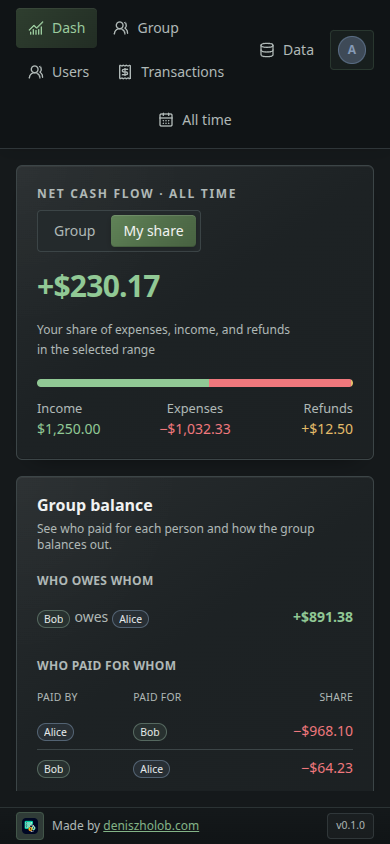 Dash
Group
Data
A
Users
Transactions
All time
NET CASH FLOW · ALL TIME
Group
My share
+$230.17
Your share of expenses, income, and refunds
in the selected range
Income
Expenses
Refunds
$1,250.00
−$1,032.33
+$12.50
Group balance
See who paid for each person and how the group
balances out.
WHO OWES WHOM
Bob owes Alice
+$891.38
WHO PAID FOR WHOM
PAID BY
PAID FOR
SHARE
Alice
Bob
−$968.10
Bob
Alice
−$64.23
Made by deniszholob.com
v0.1.0